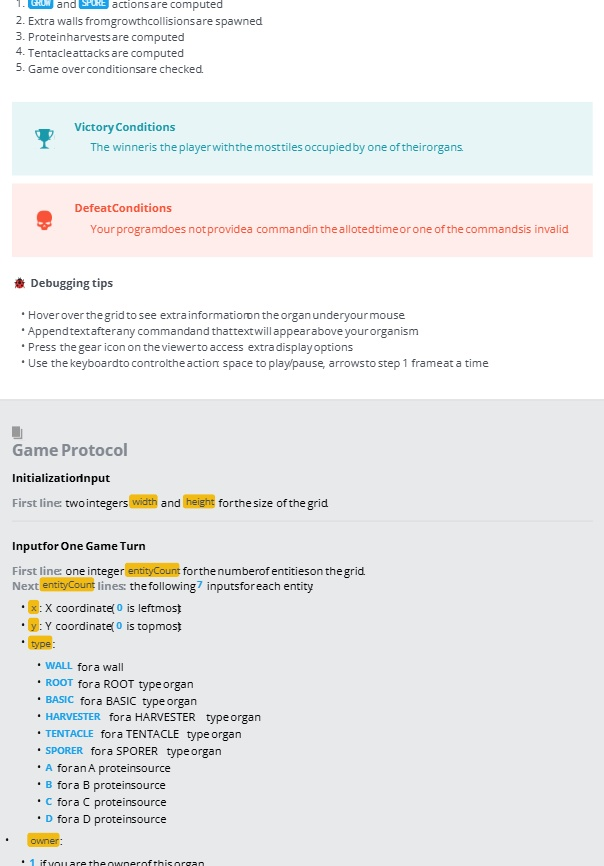 1. GROW and SPORE actions are computed
2. Extra walls from growth collisions are spawned.
3. Protein harvests are computed
4. Tentacle attacks are computed
5. Game over conditions are checked.
Victory Conditions
The winner is the player with the most tiles occupied by one of their organs.
Defeat Conditions
Your program does not provide a command in the alloted time or one of the commands is invalid.
Debugging tips
• Hover over the grid to see extra information on the organ under your mouse.
• Append text after any command and that text will appear above your organism
• Press the gear icon on the viewer to access extra display options
• Use the keyboard to control the action: space to play/pause, arrows to step 1 frame at a time
Game Protocol
Initialization Input
First line: two integers width and height for the size of the grid.
Input for One Game Turn
First line: one integer entityCount for the number of entities on the grid.
Next entityCount lines: the following 7 inputs for each entity:
• x: X coordinate (0 is leftmost)
• y: Y coordinate (0 is topmost)
• type:
• WALL for a wall
• ROOT for a ROOT type organ
• BASIC for a BASIC type organ
• HARVESTER for a HARVESTER type organ
• TENTACLE for a TENTACLE type organ
• SPORER for a SPORER type organ
• A for an A protein source
• B for a B protein source
• C for a C protein source
• D for a D protein source
• owner:
• 1 if you are the owner of this organ